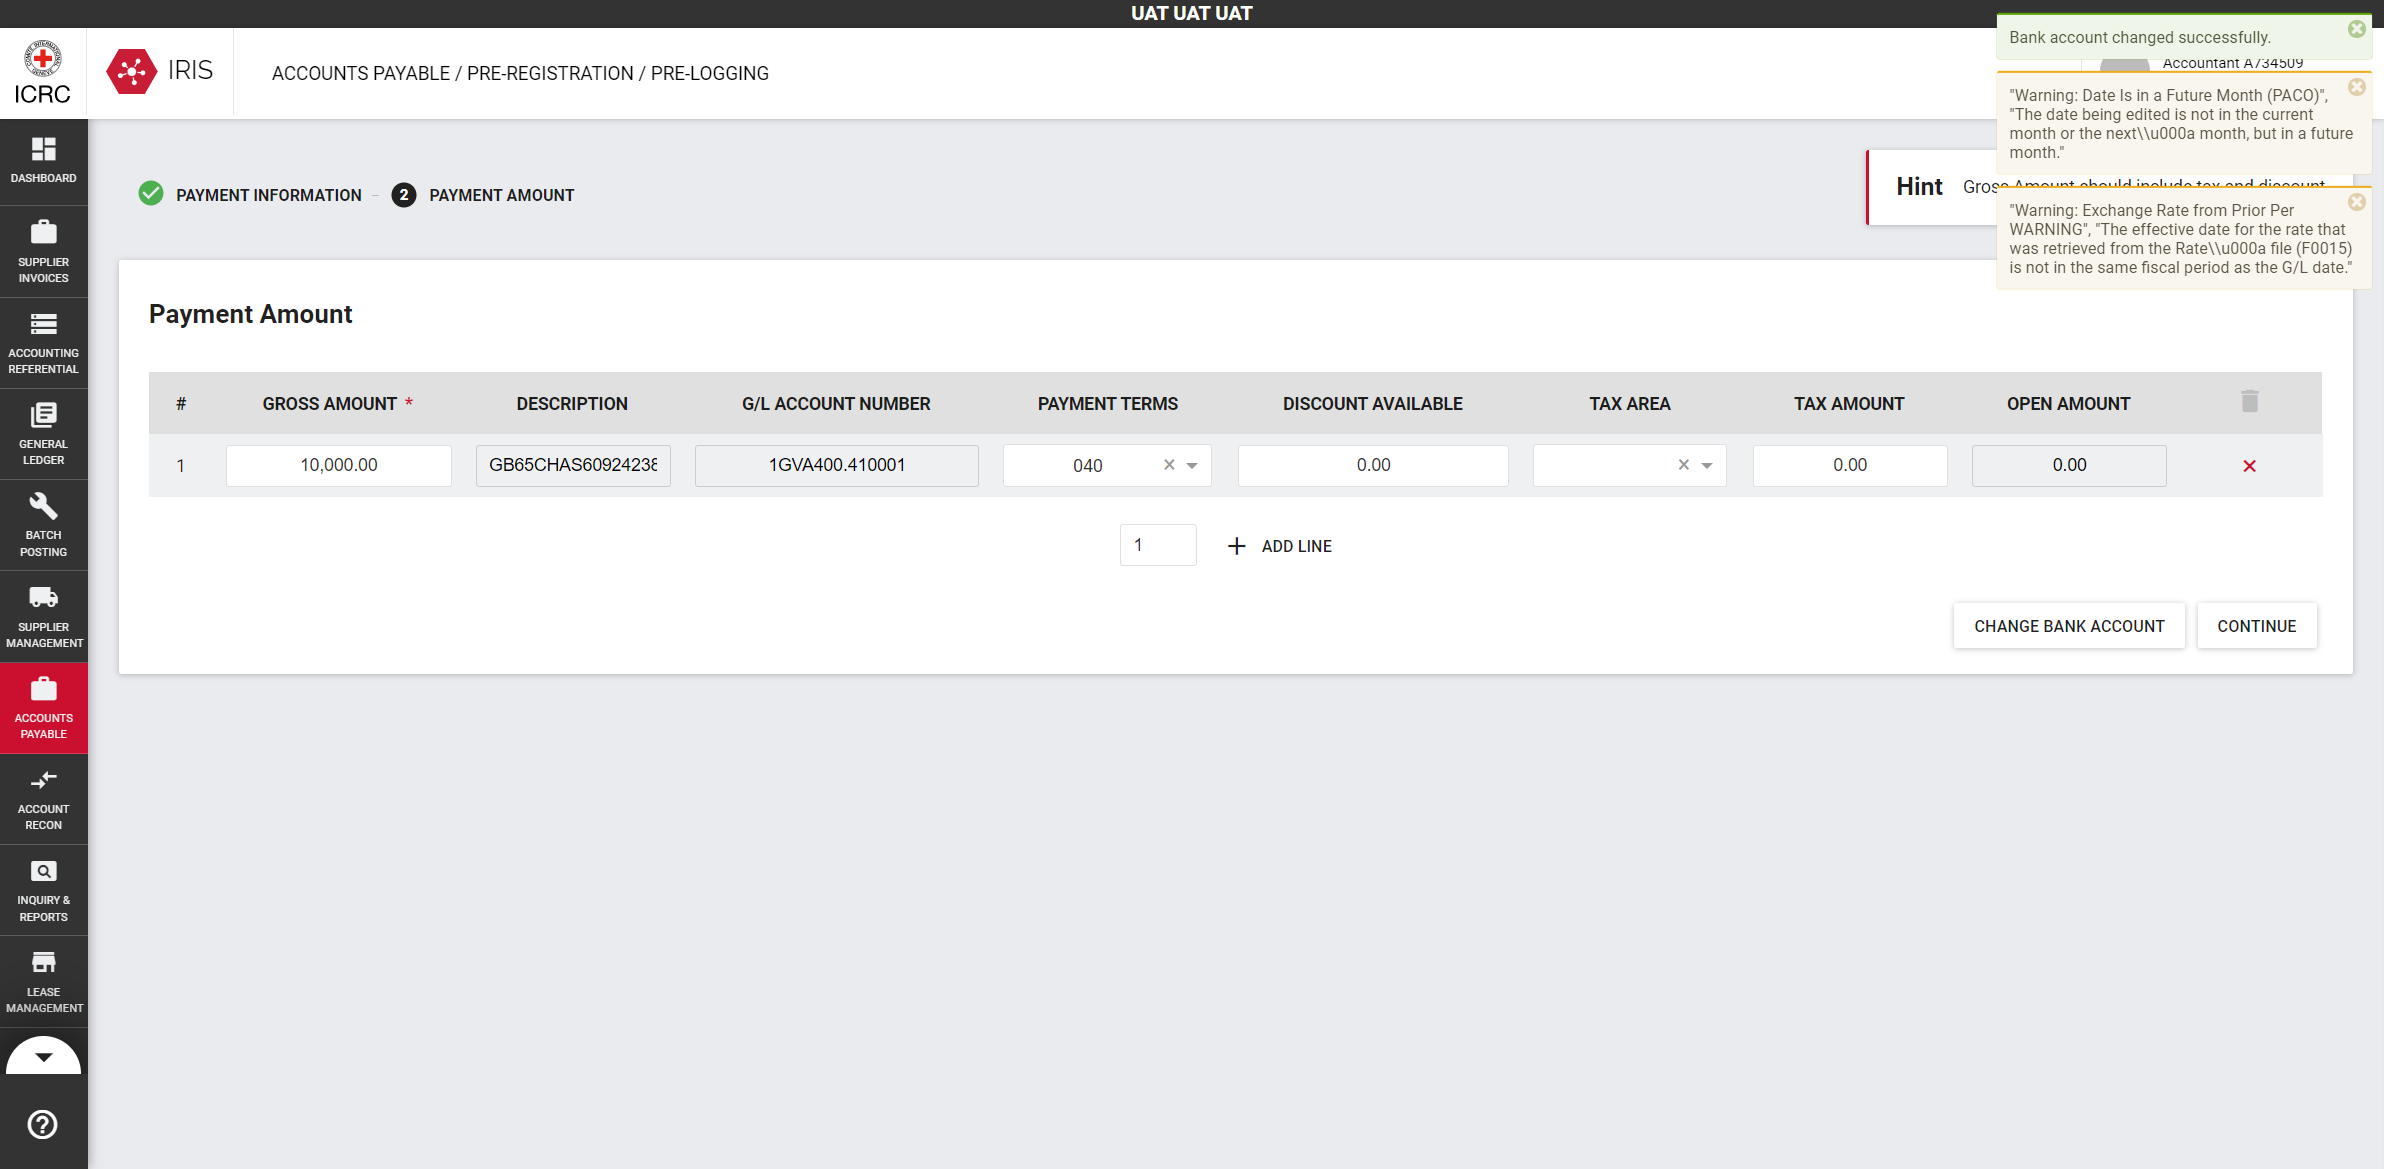 UAT UAT UAT
ICRC
IRIS
ACCOUNTS PAYABLE / PRE-REGISTRATION / PRE-LOGGING
Accountant A734509
Bank account changed successfully.
"Warning: Date Is in a Future Month (PACO)",
"The date being edited is not in the current
month or the next\\u000a month, but in a future
month."
"Warning: Exchange Rate from Prior Per
WARNING", "The effective date for the rate that
was retrieved from the Rate\\u000a file (F0015)
is not in the same fiscal period as the G/L date."
DASHBOARD
SUPPLIER
INVOICES
ACCOUNTING
REFERENTIAL
GENERAL
LEDGER
BATCH
POSTING
SUPPLIER
MANAGEMENT
ACCOUNTS
PAYABLE
ACCOUNT
RECON
INQUIRY &
REPORTS
LEASE
MANAGEMENT
PAYMENT INFORMATION
2 PAYMENT AMOUNT
Hint Gross Amount should include tax and discount
Payment Amount
# GROSS AMOUNT * DESCRIPTION G/L ACCOUNT NUMBER PAYMENT TERMS DISCOUNT AVAILABLE TAX AREA TAX AMOUNT OPEN AMOUNT
1 10,000.00 GB65CHAS60924238 1GVA400.410001 040 0.00 0.00 0.00
1 + ADD LINE
CHANGE BANK ACCOUNT CONTINUE